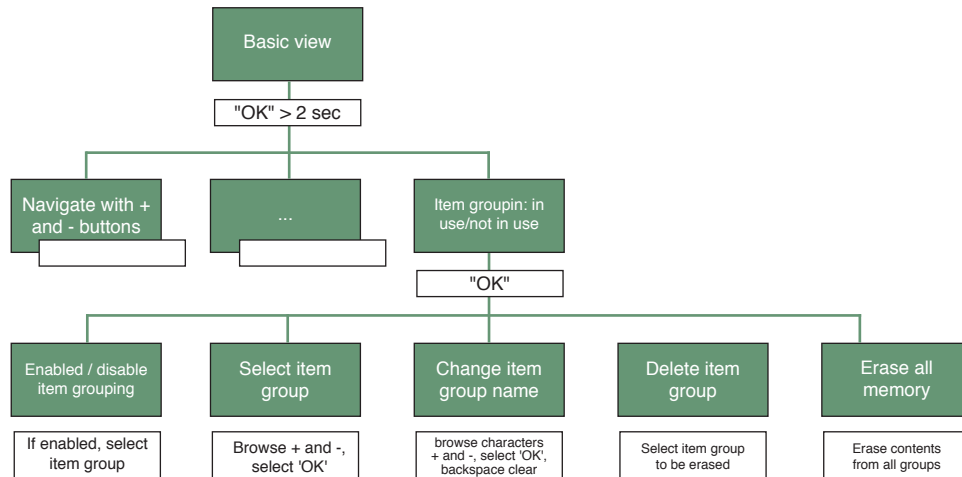 Basic view
"OK" > 2 sec
Navigate with +
and - buttons
...
Item groupin: in
use/not in use
"OK"
Enabled / disable
item grouping
Select item
group
Change item
group name
Delete item
group
Erase all
memory
If enabled, select
item group
Browse + and -,
select 'OK'
browse characters
+ and -, select 'OK',
backspace clear
Select item group
to be erased
Erase contents
from all groups